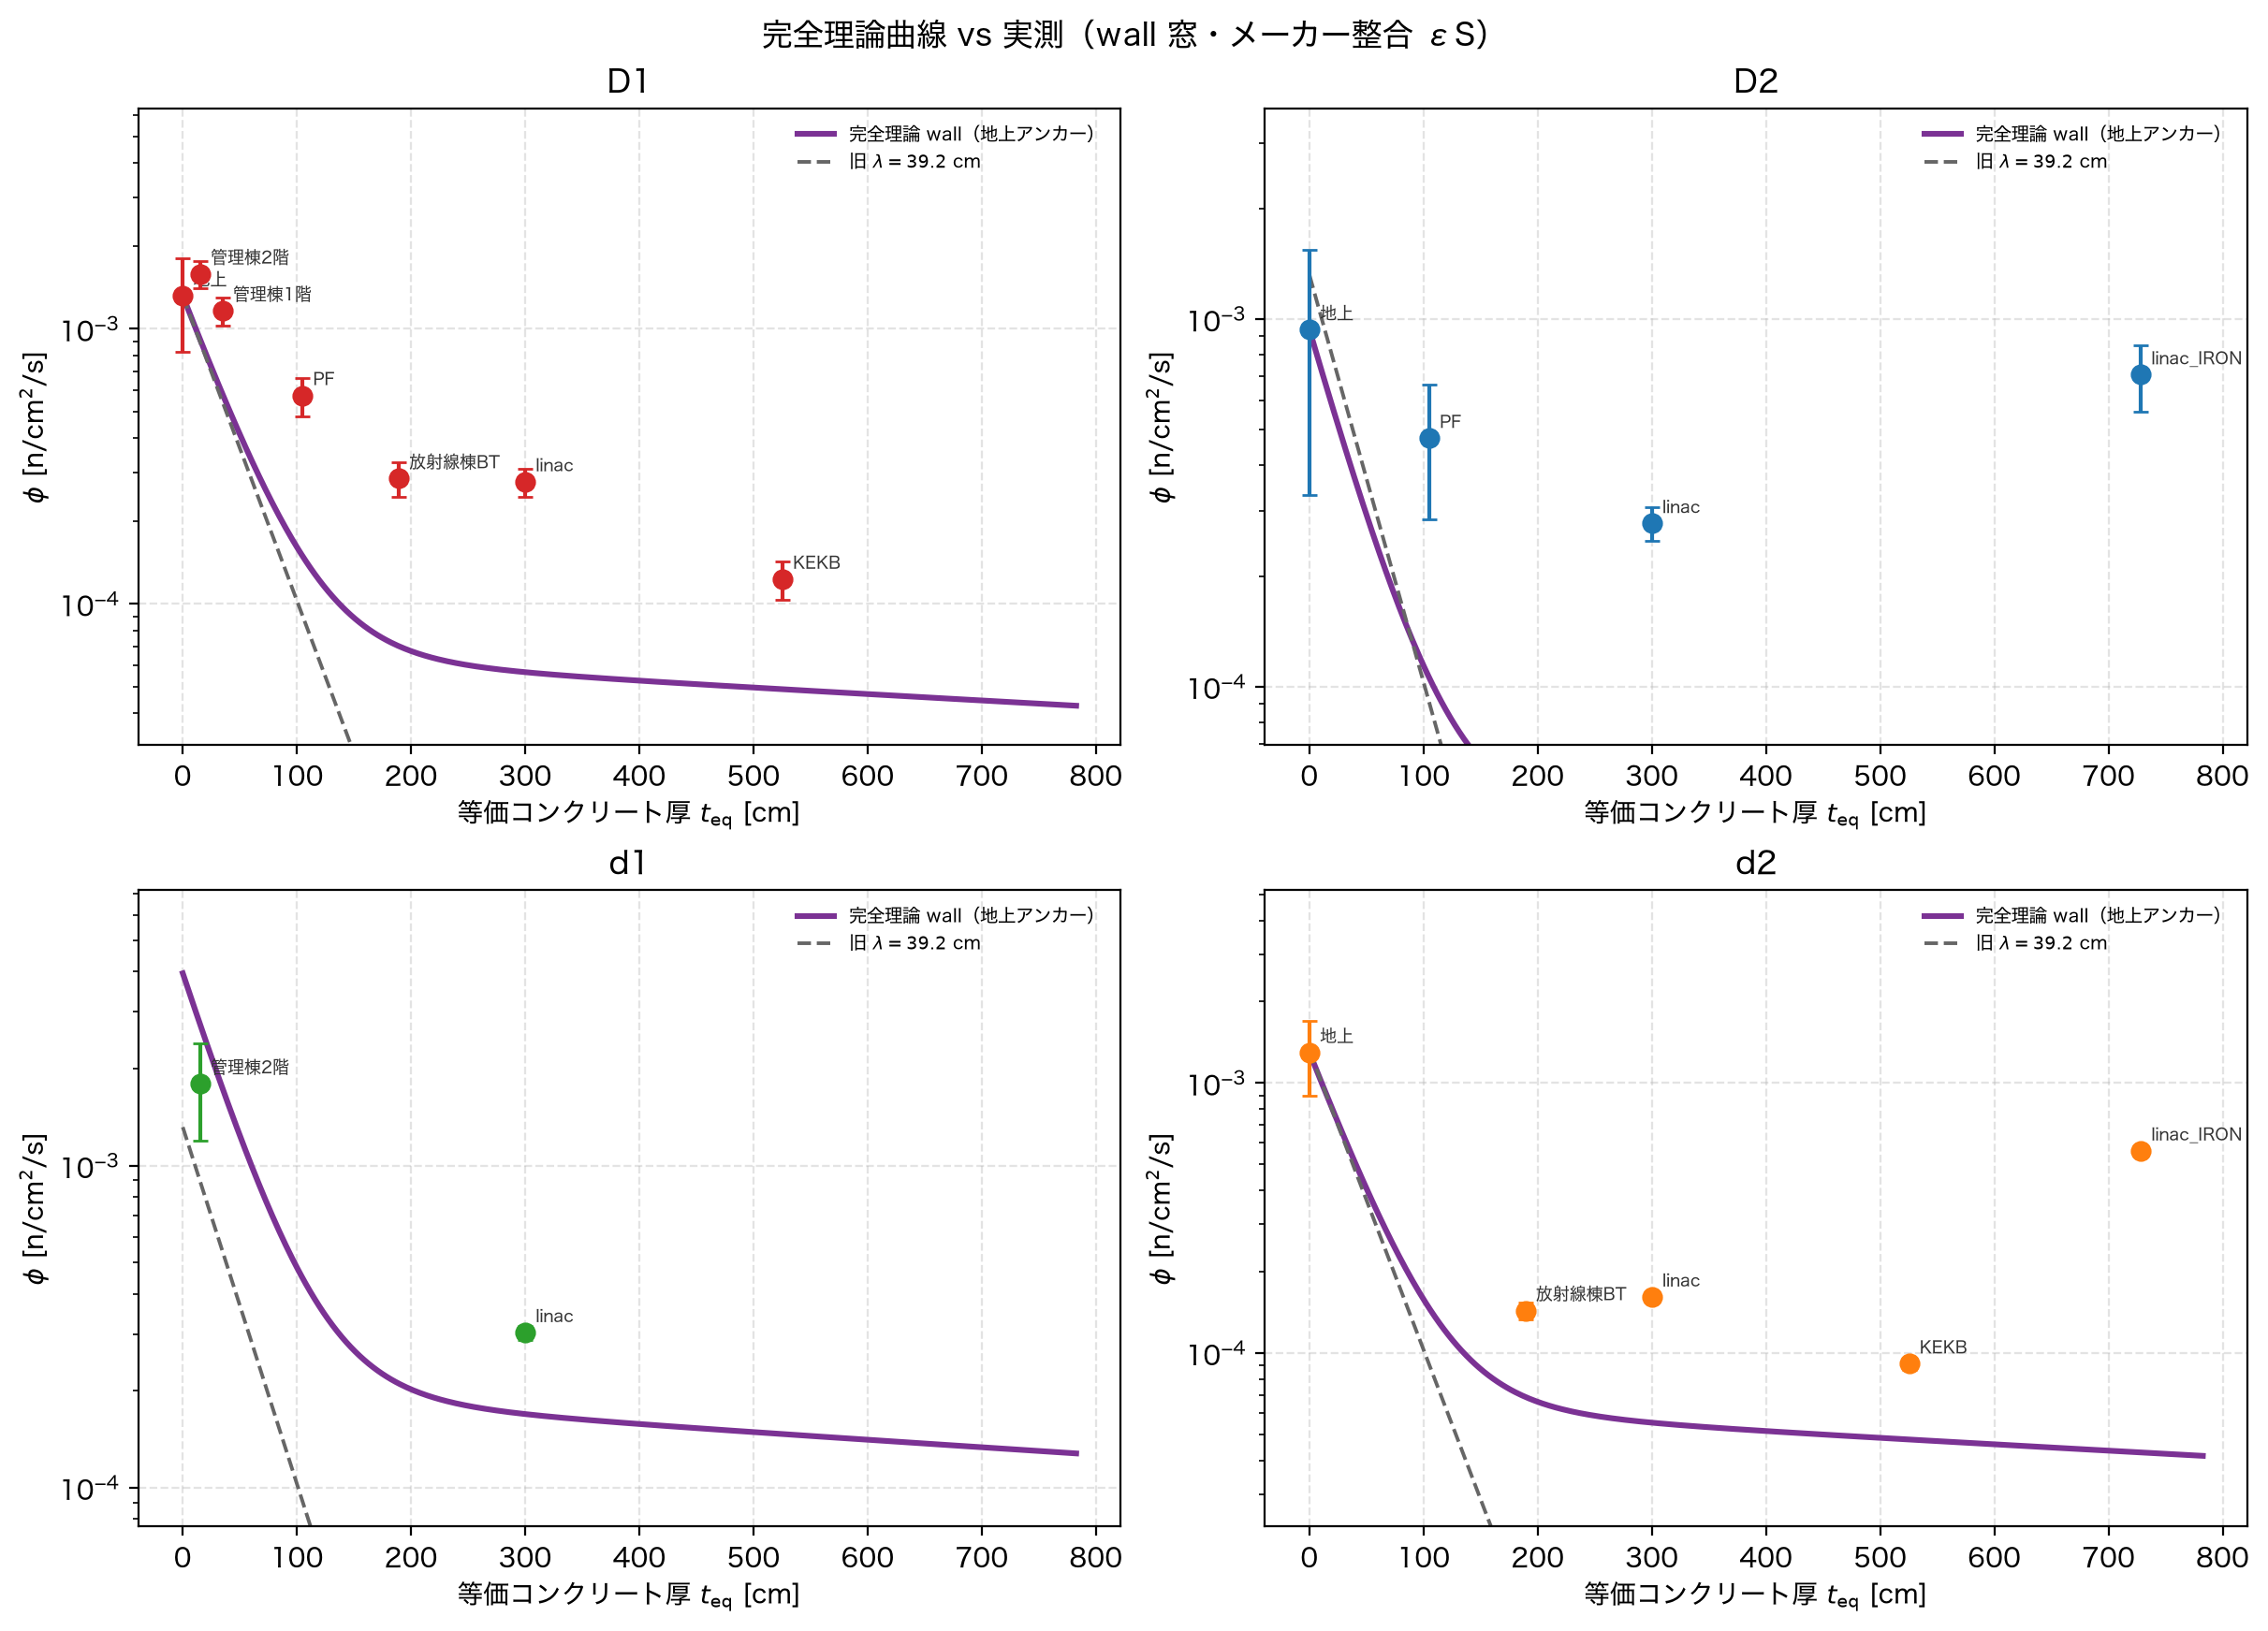 完全理論曲線 vs 実測（wall 窓・メーカー整合 εS）
D1
完全理論 wall（地上アンカー）
旧 λ = 39.2 cm
管理棟2階
地上
管理棟1階
PF
放射線棟BT
linac
KEKB
10⁻³
10⁻⁴
ϕ [n/cm²/s]
0 100 200 300 400 500 600 700 800
等価コンクリート厚 t_eq [cm]
D2
完全理論 wall（地上アンカー）
旧 λ = 39.2 cm
地上
PF
linac
linac_IRON
10⁻³
10⁻⁴
ϕ [n/cm²/s]
0 100 200 300 400 500 600 700 800
等価コンクリート厚 t_eq [cm]
d1
完全理論 wall（地上アンカー）
旧 λ = 39.2 cm
管理棟2階
linac
10⁻³
10⁻⁴
ϕ [n/cm²/s]
0 100 200 300 400 500 600 700 800
等価コンクリート厚 t_eq [cm]
d2
完全理論 wall（地上アンカー）
旧 λ = 39.2 cm
地上
放射線棟BT
linac
KEKB
linac_IRON
10⁻³
10⁻⁴
ϕ [n/cm²/s]
0 100 200 300 400 500 600 700 800
等価コンクリート厚 t_eq [cm]